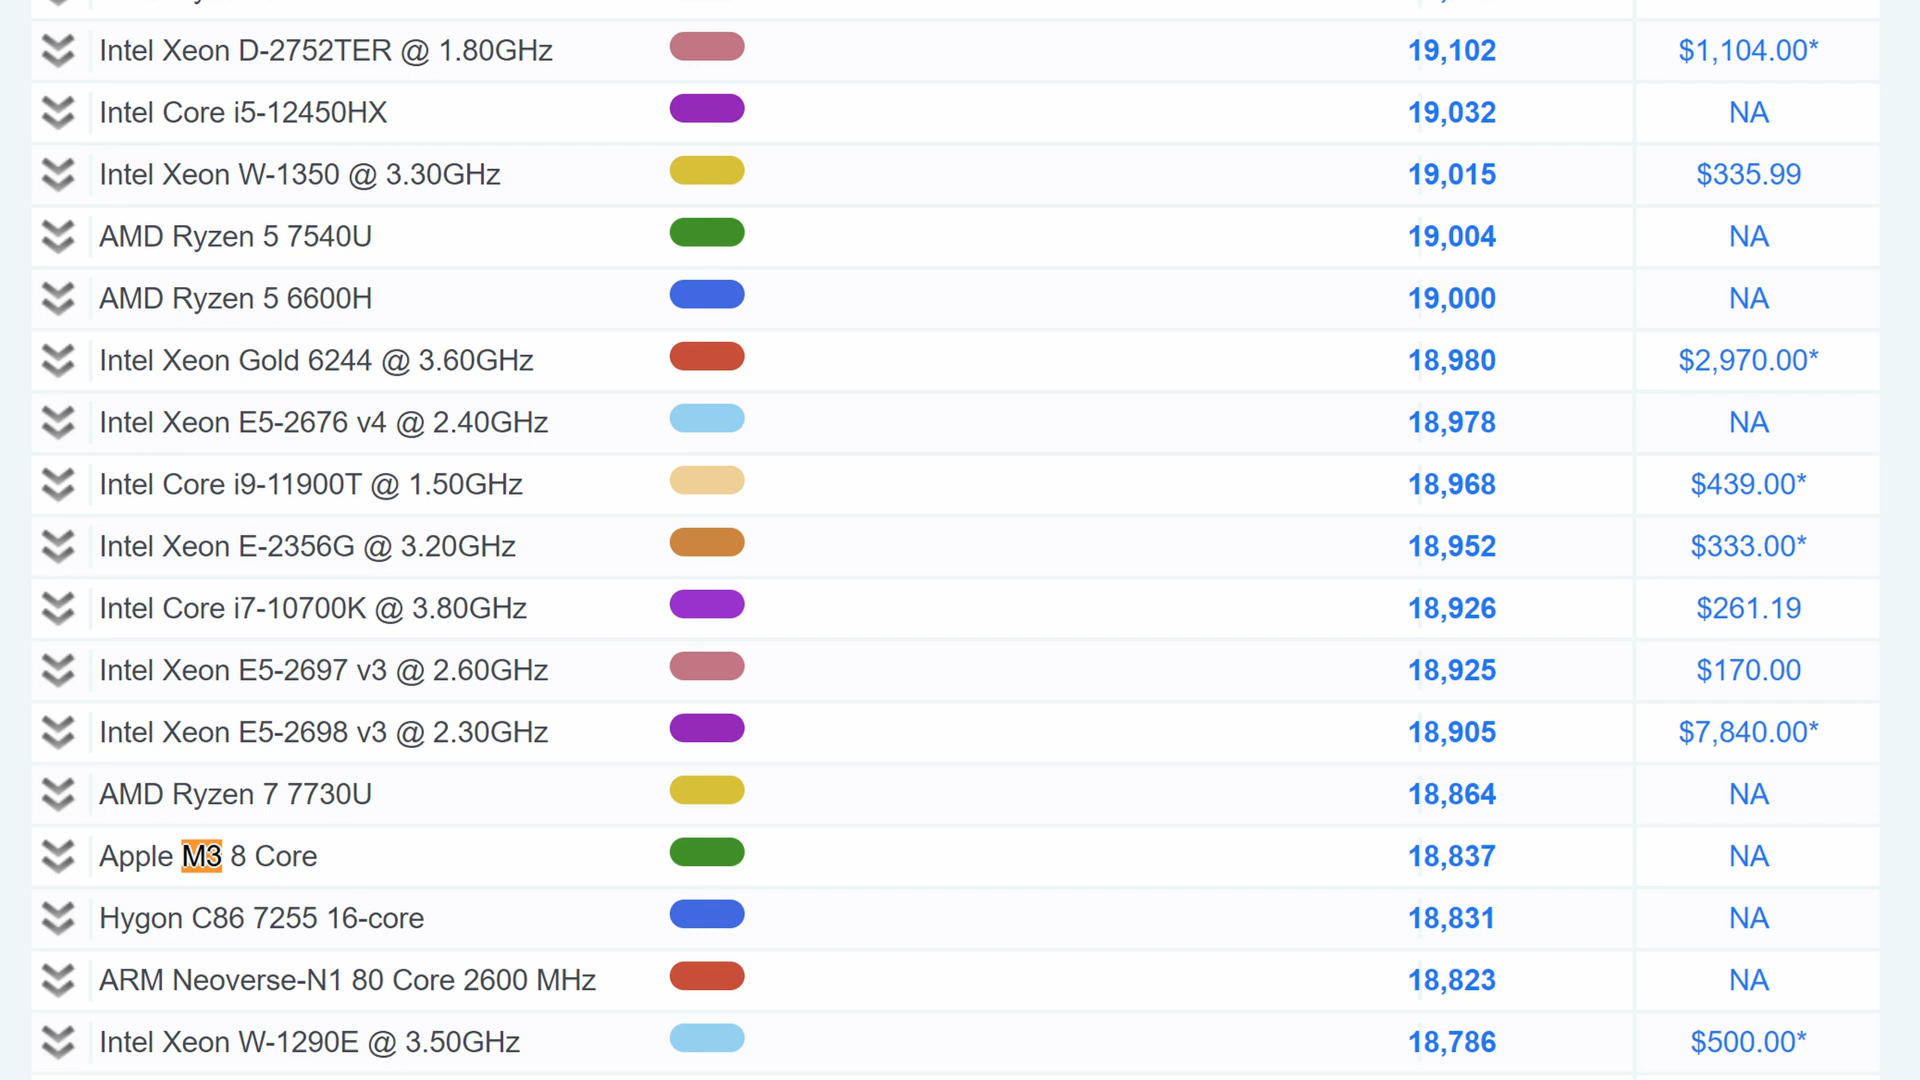 Intel Xeon D-2752TER @ 1.80GHz 19,102 $1,104.00*
Intel Core i5-12450HX 19,032 NA
Intel Xeon W-1350 @ 3.30GHz 19,015 $335.99
AMD Ryzen 5 7540U 19,004 NA
AMD Ryzen 5 6600H 19,000 NA
Intel Xeon Gold 6244 @ 3.60GHz 18,980 $2,970.00*
Intel Xeon E5-2676 v4 @ 2.40GHz 18,978 NA
Intel Core i9-11900T @ 1.50GHz 18,968 $439.00*
Intel Xeon E-2356G @ 3.20GHz 18,952 $333.00*
Intel Core i7-10700K @ 3.80GHz 18,926 $261.19
Intel Xeon E5-2697 v3 @ 2.60GHz 18,925 $170.00
Intel Xeon E5-2698 v3 @ 2.30GHz 18,905 $7,840.00*
AMD Ryzen 7 7730U 18,864 NA
Apple M3 8 Core 18,837 NA
Hygon C86 7255 16-core 18,831 NA
ARM Neoverse-N1 80 Core 2600 MHz 18,823 NA
Intel Xeon W-1290E @ 3.50GHz 18,786 $500.00*